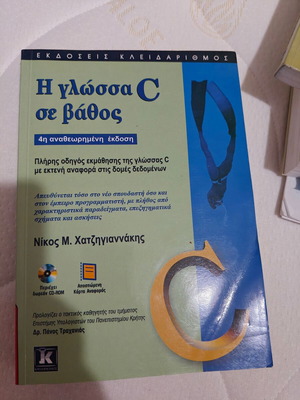 ΕΚΔΟΣΕΙΣ ΚΛΕΙΔΑΡΙΘΜΟΣ
Η γλώσσα C
σε βάθος
4η αναθεωρημένη έκδοση
Πλήρης οδηγός εκμάθησης της γλώσσας C
με εκτενή αναφορά στις δομές δεδομένων
Απευθύνεται τόσο στο νέο σπουδαστή όσο και
στον έμπειρο προγραμματιστή, με πλήθος από
χαρακτηριστικά παραδείγματα, επεξηγηματικά
σχήματα και ασκήσεις
Νίκος Μ. Χατζηγιαννάκης
Περιέχει
δωρεάν CD-ROM
Αποσπώμενη
Κάρτα Αναφοράς
C
Προλογίζει ο τακτικός καθηγητής του τμήματος
Επιστήμης Υπολογιστών του Πανεπιστημίου Κρήτης
Δρ. Πάνος Τραχανιάς
Κ